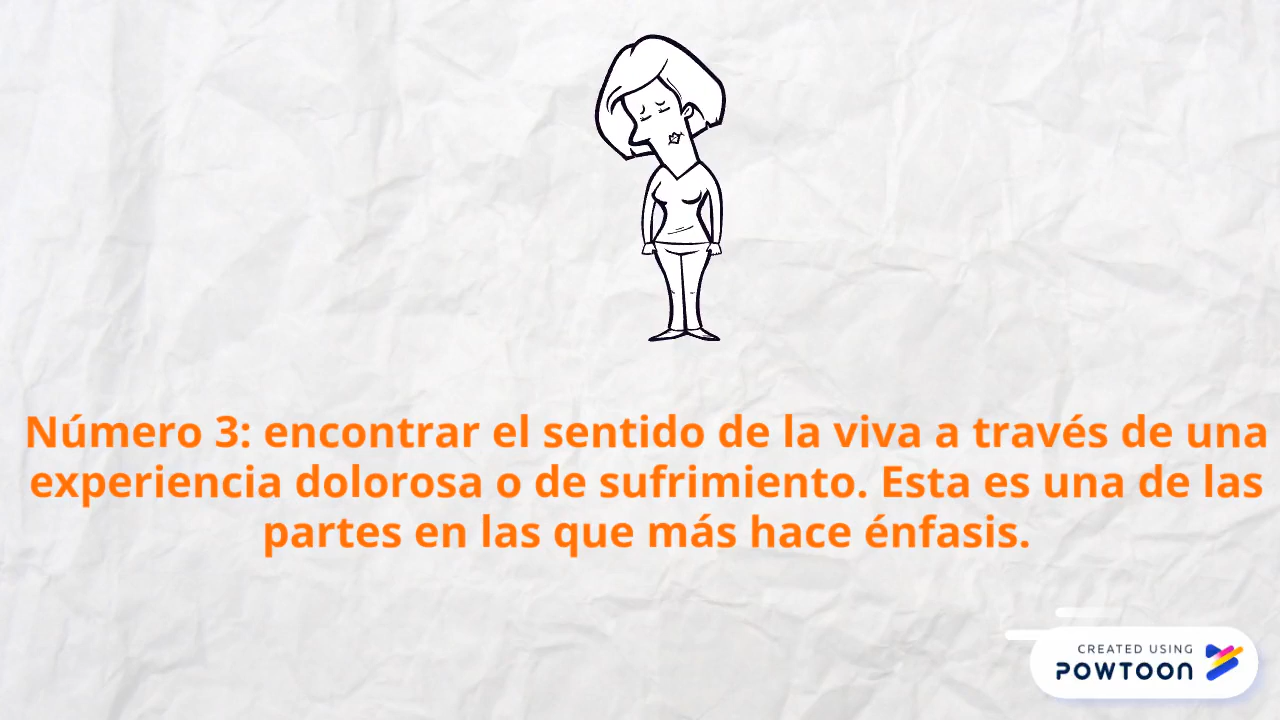 Número 3: encontrar el sentido de la viva a través de una
experiencia dolorosa o de sufrimiento. Esta es una de las
partes en las que más hace énfasis.
CREATED USING
POWTOON